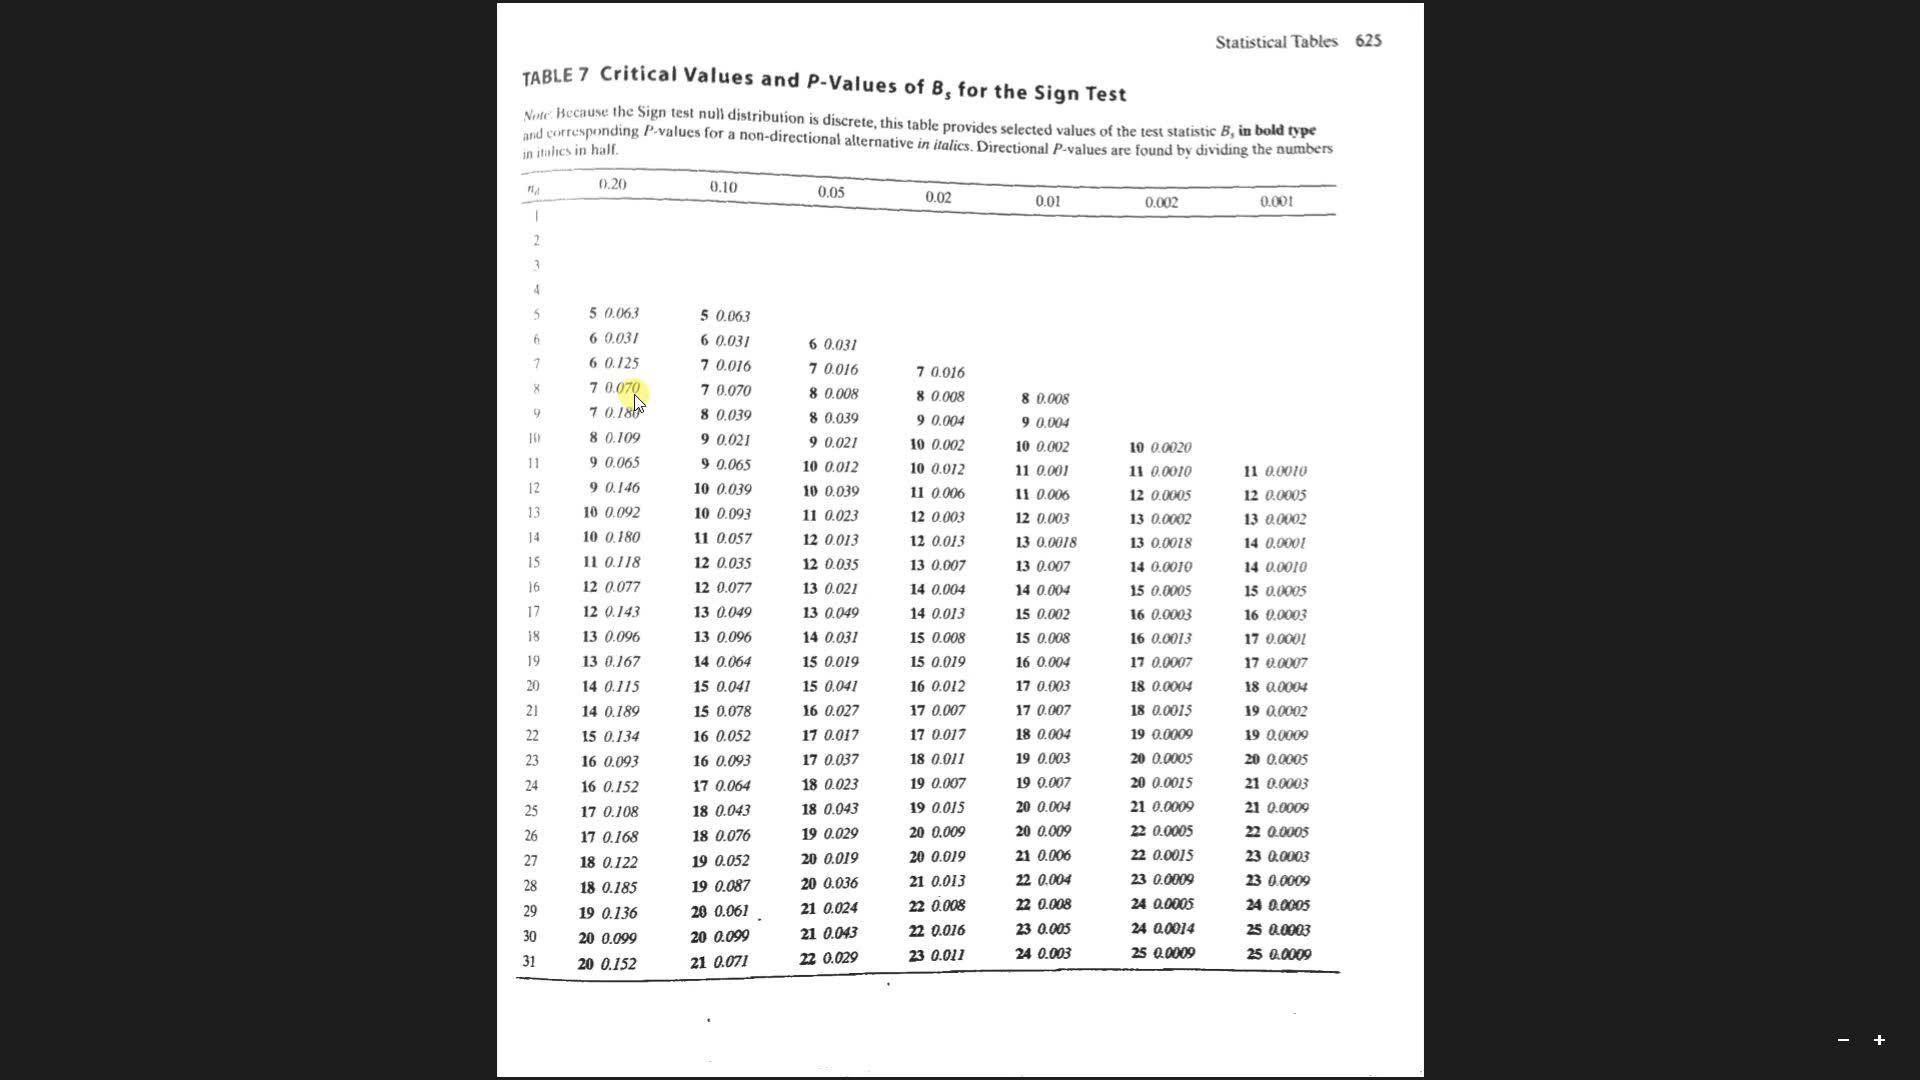 Statistical Tables 625
TABLE 7 Critical Values and P-Values of Bs for the Sign Test
Note: Because the Sign test null distribution is discrete, this table provides selected values of the test statistic Bs in bold type
and corresponding P-values for a non-directional alternative in italics. Directional P-values are found by dividing the numbers
in italics in half.
nd 0.20 0.10 0.05 0.02 0.01 0.002 0.001
1
2
3
4
5 5 0.063 5 0.063
6 6 0.031 6 0.031 6 0.031
7 6 0.125 7 0.016 7 0.016 7 0.016
8 7 0.070 7 0.070 8 0.008 8 0.008 8 0.008
9 7 0.180 8 0.039 8 0.039 9 0.004 9 0.004
10 8 0.109 9 0.021 9 0.021 10 0.002 10 0.002 10 0.0020
11 9 0.065 9 0.065 10 0.012 10 0.012 11 0.001 11 0.0010 11 0.0010
12 9 0.146 10 0.039 10 0.039 11 0.006 11 0.006 12 0.0005 12 0.0005
13 10 0.092 10 0.093 11 0.023 12 0.003 12 0.003 13 0.0002 13 0.0002
14 10 0.180 11 0.057 12 0.013 12 0.013 13 0.0018 13 0.0018 14 0.0001
15 11 0.118 12 0.035 12 0.035 13 0.007 13 0.007 14 0.0010 14 0.0010
16 12 0.077 12 0.077 13 0.021 14 0.004 14 0.004 15 0.0005 15 0.0005
17 12 0.143 13 0.049 13 0.049 14 0.013 15 0.002 16 0.0003 16 0.0003
18 13 0.096 13 0.096 14 0.031 15 0.008 15 0.008 16 0.0013 17 0.0001
19 13 0.167 14 0.064 15 0.019 15 0.019 16 0.004 17 0.0007 17 0.0007
20 14 0.115 15 0.041 15 0.041 16 0.012 17 0.003 18 0.0004 18 0.0004
21 14 0.189 15 0.078 16 0.027 17 0.007 17 0.007 18 0.0015 19 0.0002
22 15 0.134 16 0.052 17 0.017 17 0.017 18 0.004 19 0.0009 19 0.0009
23 16 0.093 16 0.093 17 0.037 18 0.011 19 0.003 20 0.0005 20 0.0005
24 16 0.152 17 0.064 18 0.023 19 0.007 19 0.007 20 0.0015 21 0.0003
25 17 0.108 18 0.043 18 0.043 19 0.015 20 0.004 21 0.0009 21 0.0009
26 17 0.168 18 0.076 19 0.029 20 0.009 20 0.009 22 0.0005 22 0.0005
27 18 0.122 19 0.052 20 0.019 20 0.019 21 0.006 22 0.0015 23 0.0003
28 18 0.185 19 0.087 20 0.036 21 0.013 22 0.004 23 0.0009 23 0.0009
29 19 0.136 20 0.061 21 0.024 22 0.008 22 0.008 24 0.0005 24 0.0005
30 20 0.099 20 0.099 21 0.043 22 0.016 23 0.005 24 0.0014 25 0.0003
31 20 0.152 21 0.071 22 0.029 23 0.011 24 0.003 25 0.0009 25 0.0009